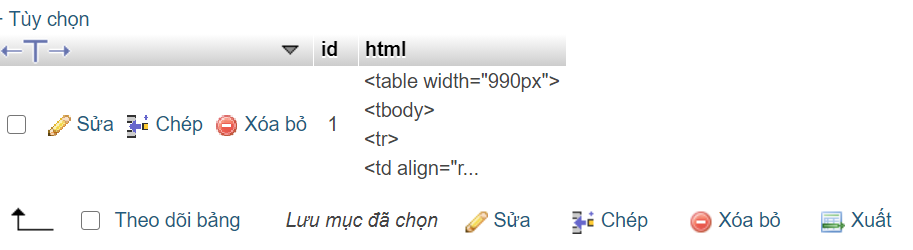 Tùy chọn
id html
Sửa Chép Xóa bỏ 1 <table width="990px">
<tbody>
<tr>
<td align="r...
Theo dõi bảng Lưu mục đã chọn Sửa Chép Xóa bỏ Xuất